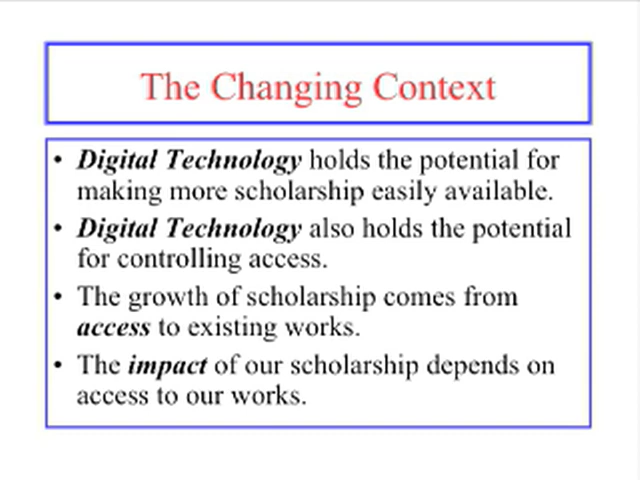 The Changing Context
• Digital Technology holds the potential for
making more scholarship easily available.
• Digital Technology also holds the potential
for controlling access.
• The growth of scholarship comes from
access to existing works.
• The impact of our scholarship depends on
access to our works.